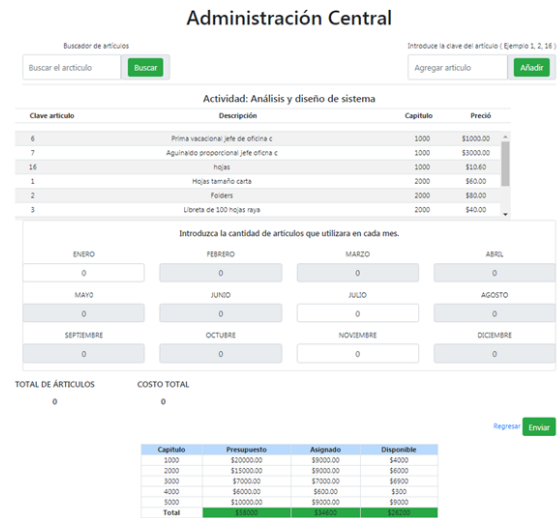 Administración Central
Buscador de artículos
Introduce la clave del artículo ( Ejemplo 1, 2, 16 )
Buscar el arcticulo Buscar
Agregar articulo Añadir
Actividad: Análisis y diseño de sistema
Clave artículo Descripción Capitulo Preció
6 Prima vacacional jefe de oficina c 1000 $1000.00
7 Aguinaldo proporcional jefe oficna c 1000 $3000.00
16 hojas 1000 $10.60
1 Hojas tamaño carta 2000 $60.00
2 Folders 2000 $80.00
3 Libreta de 100 hojas raya 2000 $40.00
Introduzca la cantidad de artículos que utilizara en cada mes.
ENERO FEBRERO MARZO ABRIL
0 0 0 0
MAYO JUNIO JULIO AGOSTO
0 0 0 0
SEPTIEMBRE OCTUBRE NOVIEMBRE DICIEMBRE
0 0 0 0
TOTAL DE ÁRTICULOS COSTO TOTAL
0 0
Regresar Enviar
Capítulo Presupuesto Asignado Disponible
1000 $20000.00 $9000.00 $4000
2000 $15000.00 $9000.00 $6000
3000 $7000.00 $7000.00 $6900
4000 $6000.00 $600.00 $300
5000 $10000.00 $9000.00 $9000
Total $58000 $34600 $26200